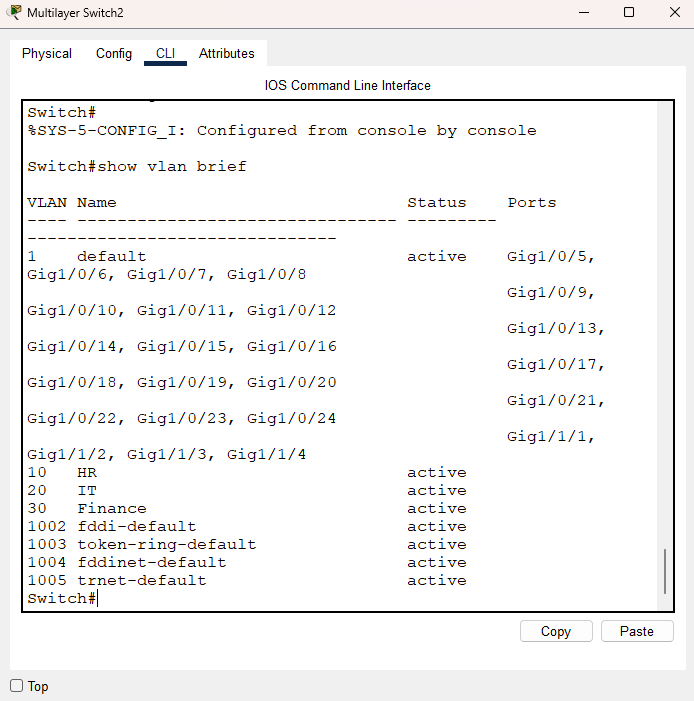 Multilayer Switch2
Physical Config CLI Attributes
IOS Command Line Interface
Switch#
%SYS-5-CONFIG_I: Configured from console by console
Switch#show vlan brief
VLAN Name                             Status    Ports
---- -------------------------------- ---------
-------------------------------
1    default                          active    Gig1/0/5,
Gig1/0/6, Gig1/0/7, Gig1/0/8
                                                Gig1/0/9,
Gig1/0/10, Gig1/0/11, Gig1/0/12
                                                Gig1/0/13,
Gig1/0/14, Gig1/0/15, Gig1/0/16
                                                Gig1/0/17,
Gig1/0/18, Gig1/0/19, Gig1/0/20
                                                Gig1/0/21,
Gig1/0/22, Gig1/0/23, Gig1/0/24
                                                Gig1/1/1,
Gig1/1/2, Gig1/1/3, Gig1/1/4
10   HR                               active
20   IT                               active
30   Finance                          active
1002 fddi-default                     active
1003 token-ring-default               active
1004 fddinet-default                  active
1005 trnet-default                    active
Switch#
Copy Paste
Top